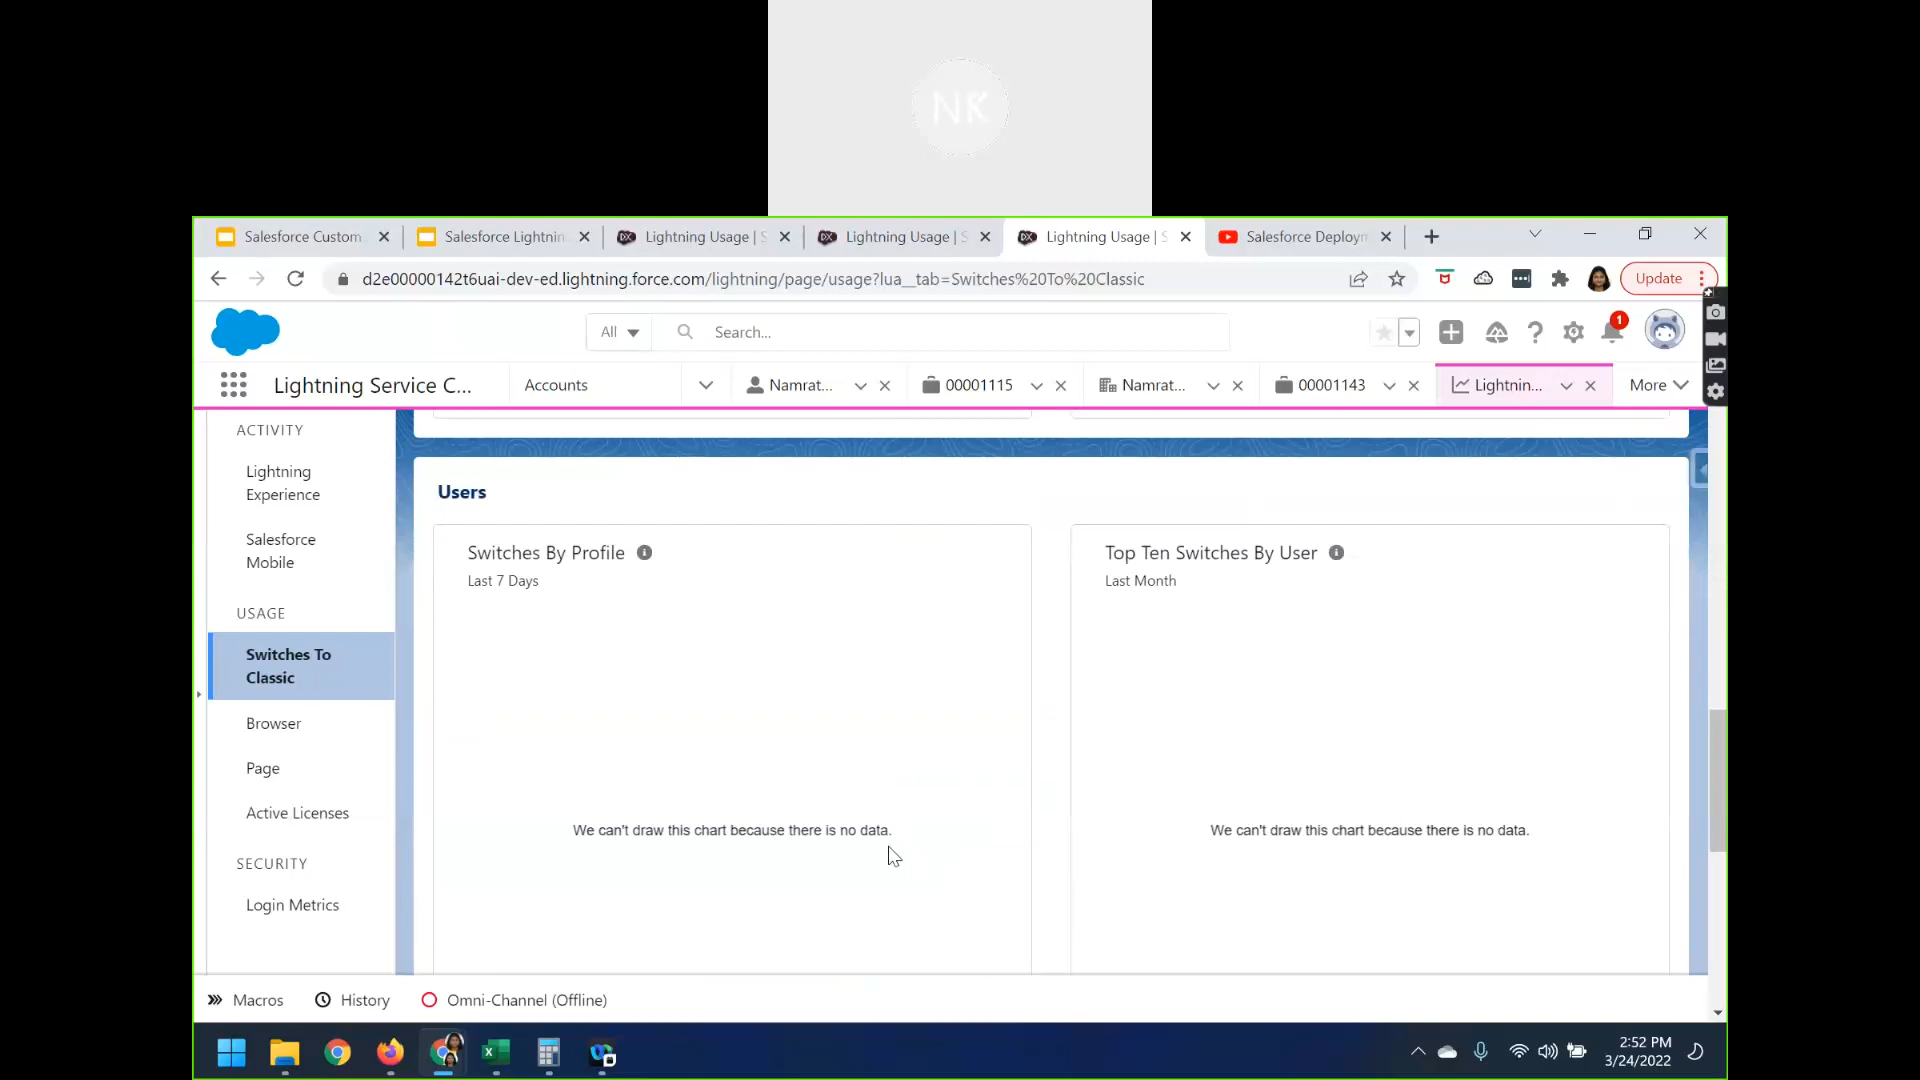 NK
Salesforce Custom
Salesforce Lightnin
Lightning Usage | S
Lightning Usage | S
Lightning Usage | S
Salesforce Deploym
d2e00000142t6uai-dev-ed.lightning.force.com/lightning/page/usage?lua__tab=Switches%20To%20Classic
Update
All
Search...
1
Lightning Service C...
Accounts
Namrat...
00001115
Namrat...
00001143
Lightnin...
More
ACTIVITY
Lightning
Experience
Salesforce
Mobile
USAGE
Switches To
Classic
Browser
Page
Active Licenses
SECURITY
Login Metrics
Users
Switches By Profile
Last 7 Days
We can't draw this chart because there is no data.
Top Ten Switches By User
Last Month
We can't draw this chart because there is no data.
Macros
History
Omni-Channel (Offline)
2:52 PM
3/24/2022